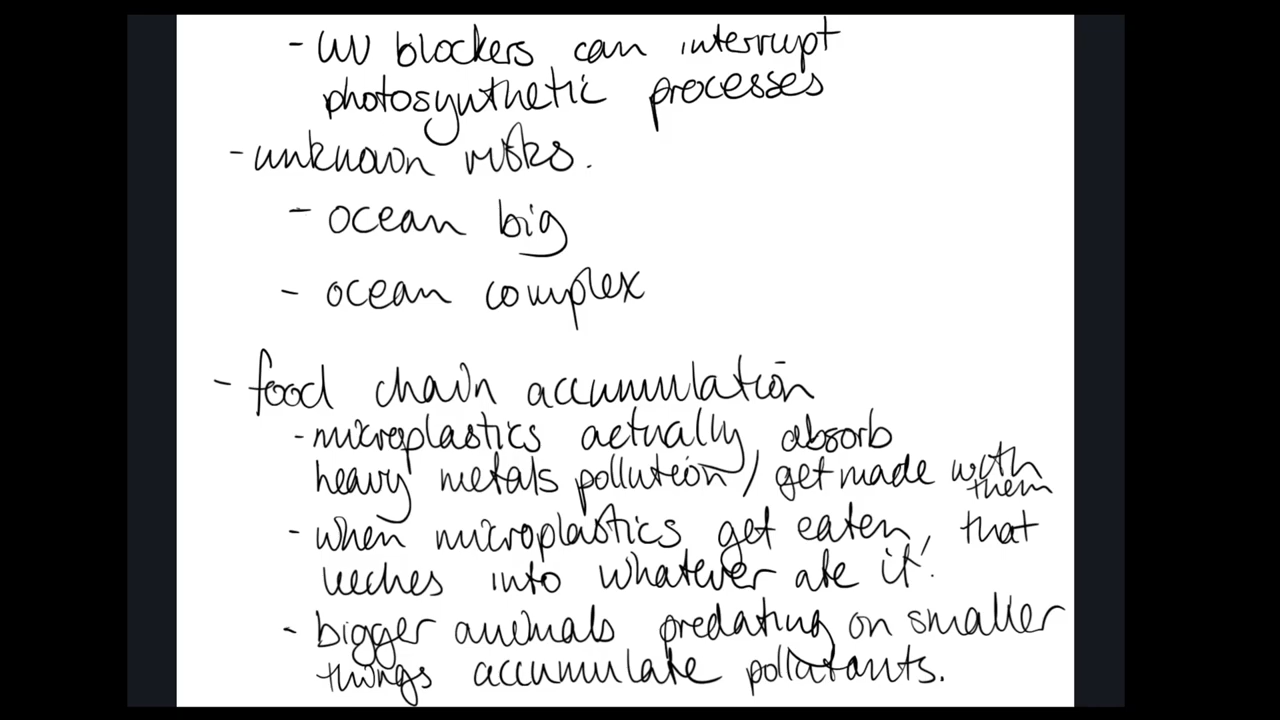 - UV blockers can interrupt
photosynthetic processes
- unknown risks.
- ocean big
- ocean complex
- food chain accumulation
- microplastics actually absorb
heavy metals pollution / get made with
them
- when microplastics get eaten, that
leeches into whatever ate it.
- bigger animals predating on smaller
things accumulate pollutants.